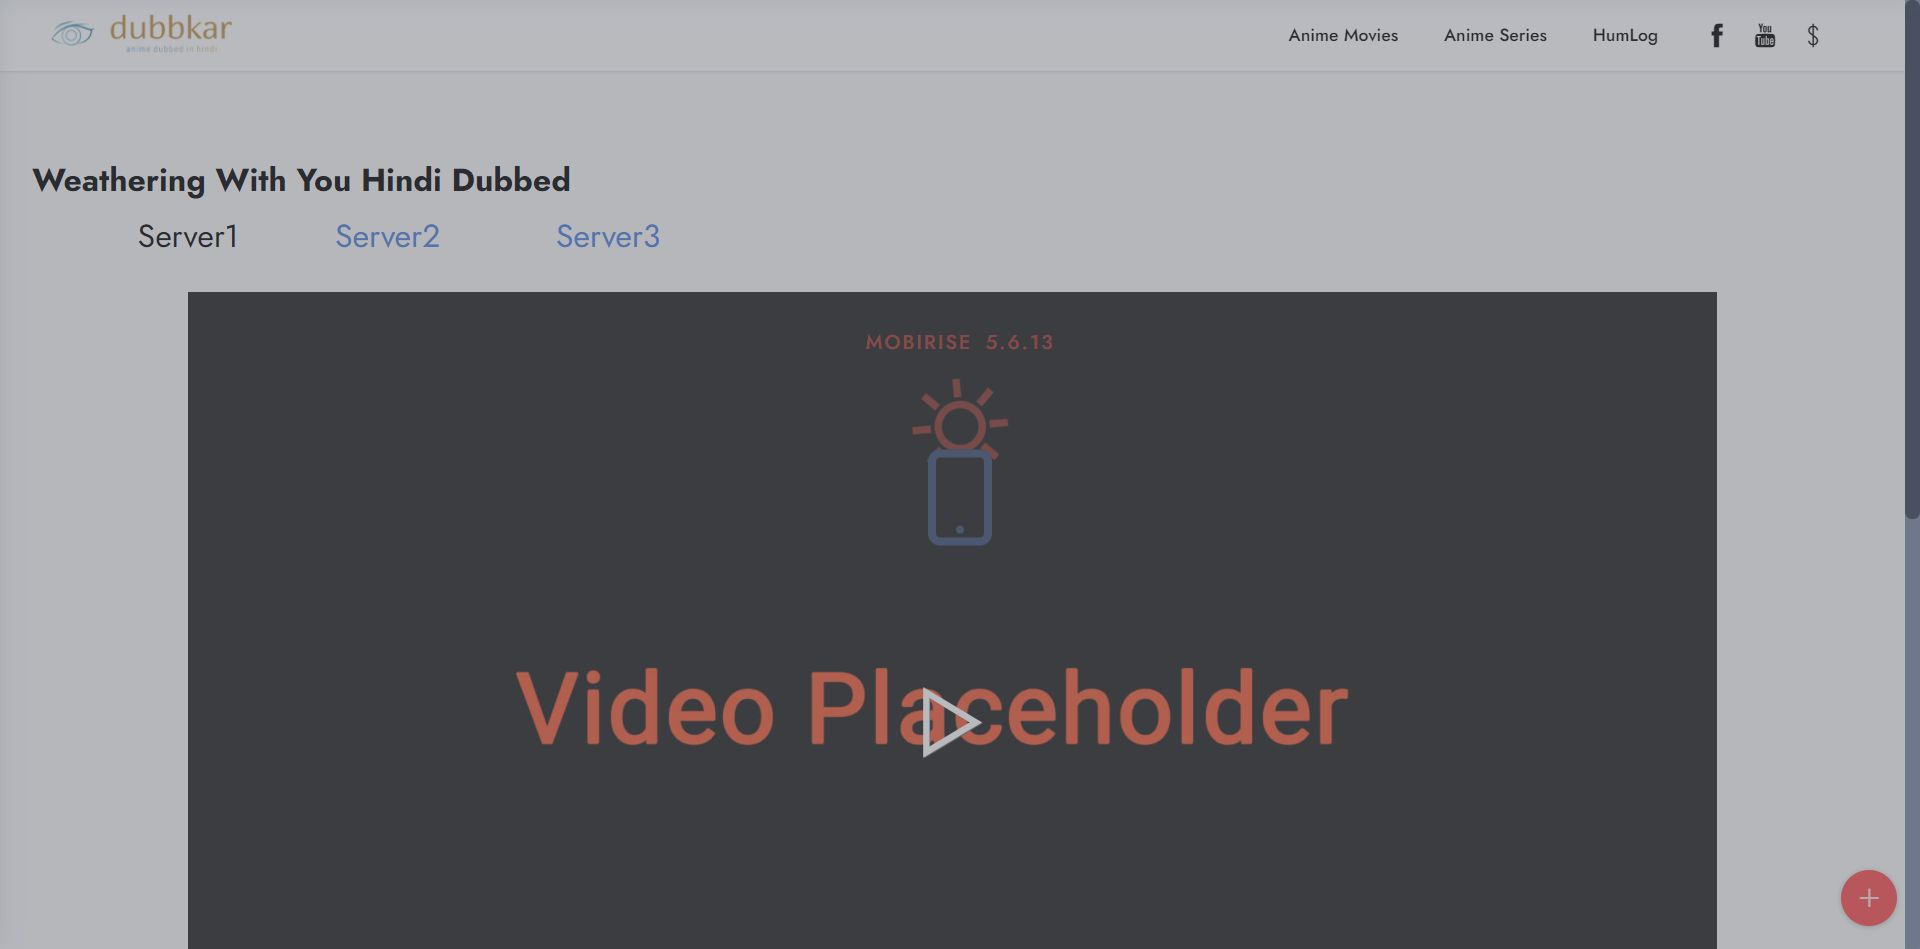 dubbkar
anime dubbed in hindi
Anime Movies
Anime Series
HumLog
You
Tube
$
Weathering With You Hindi Dubbed
Server1
Server2
Server3
MOBIRISE 5.6.13
Video Placeholder